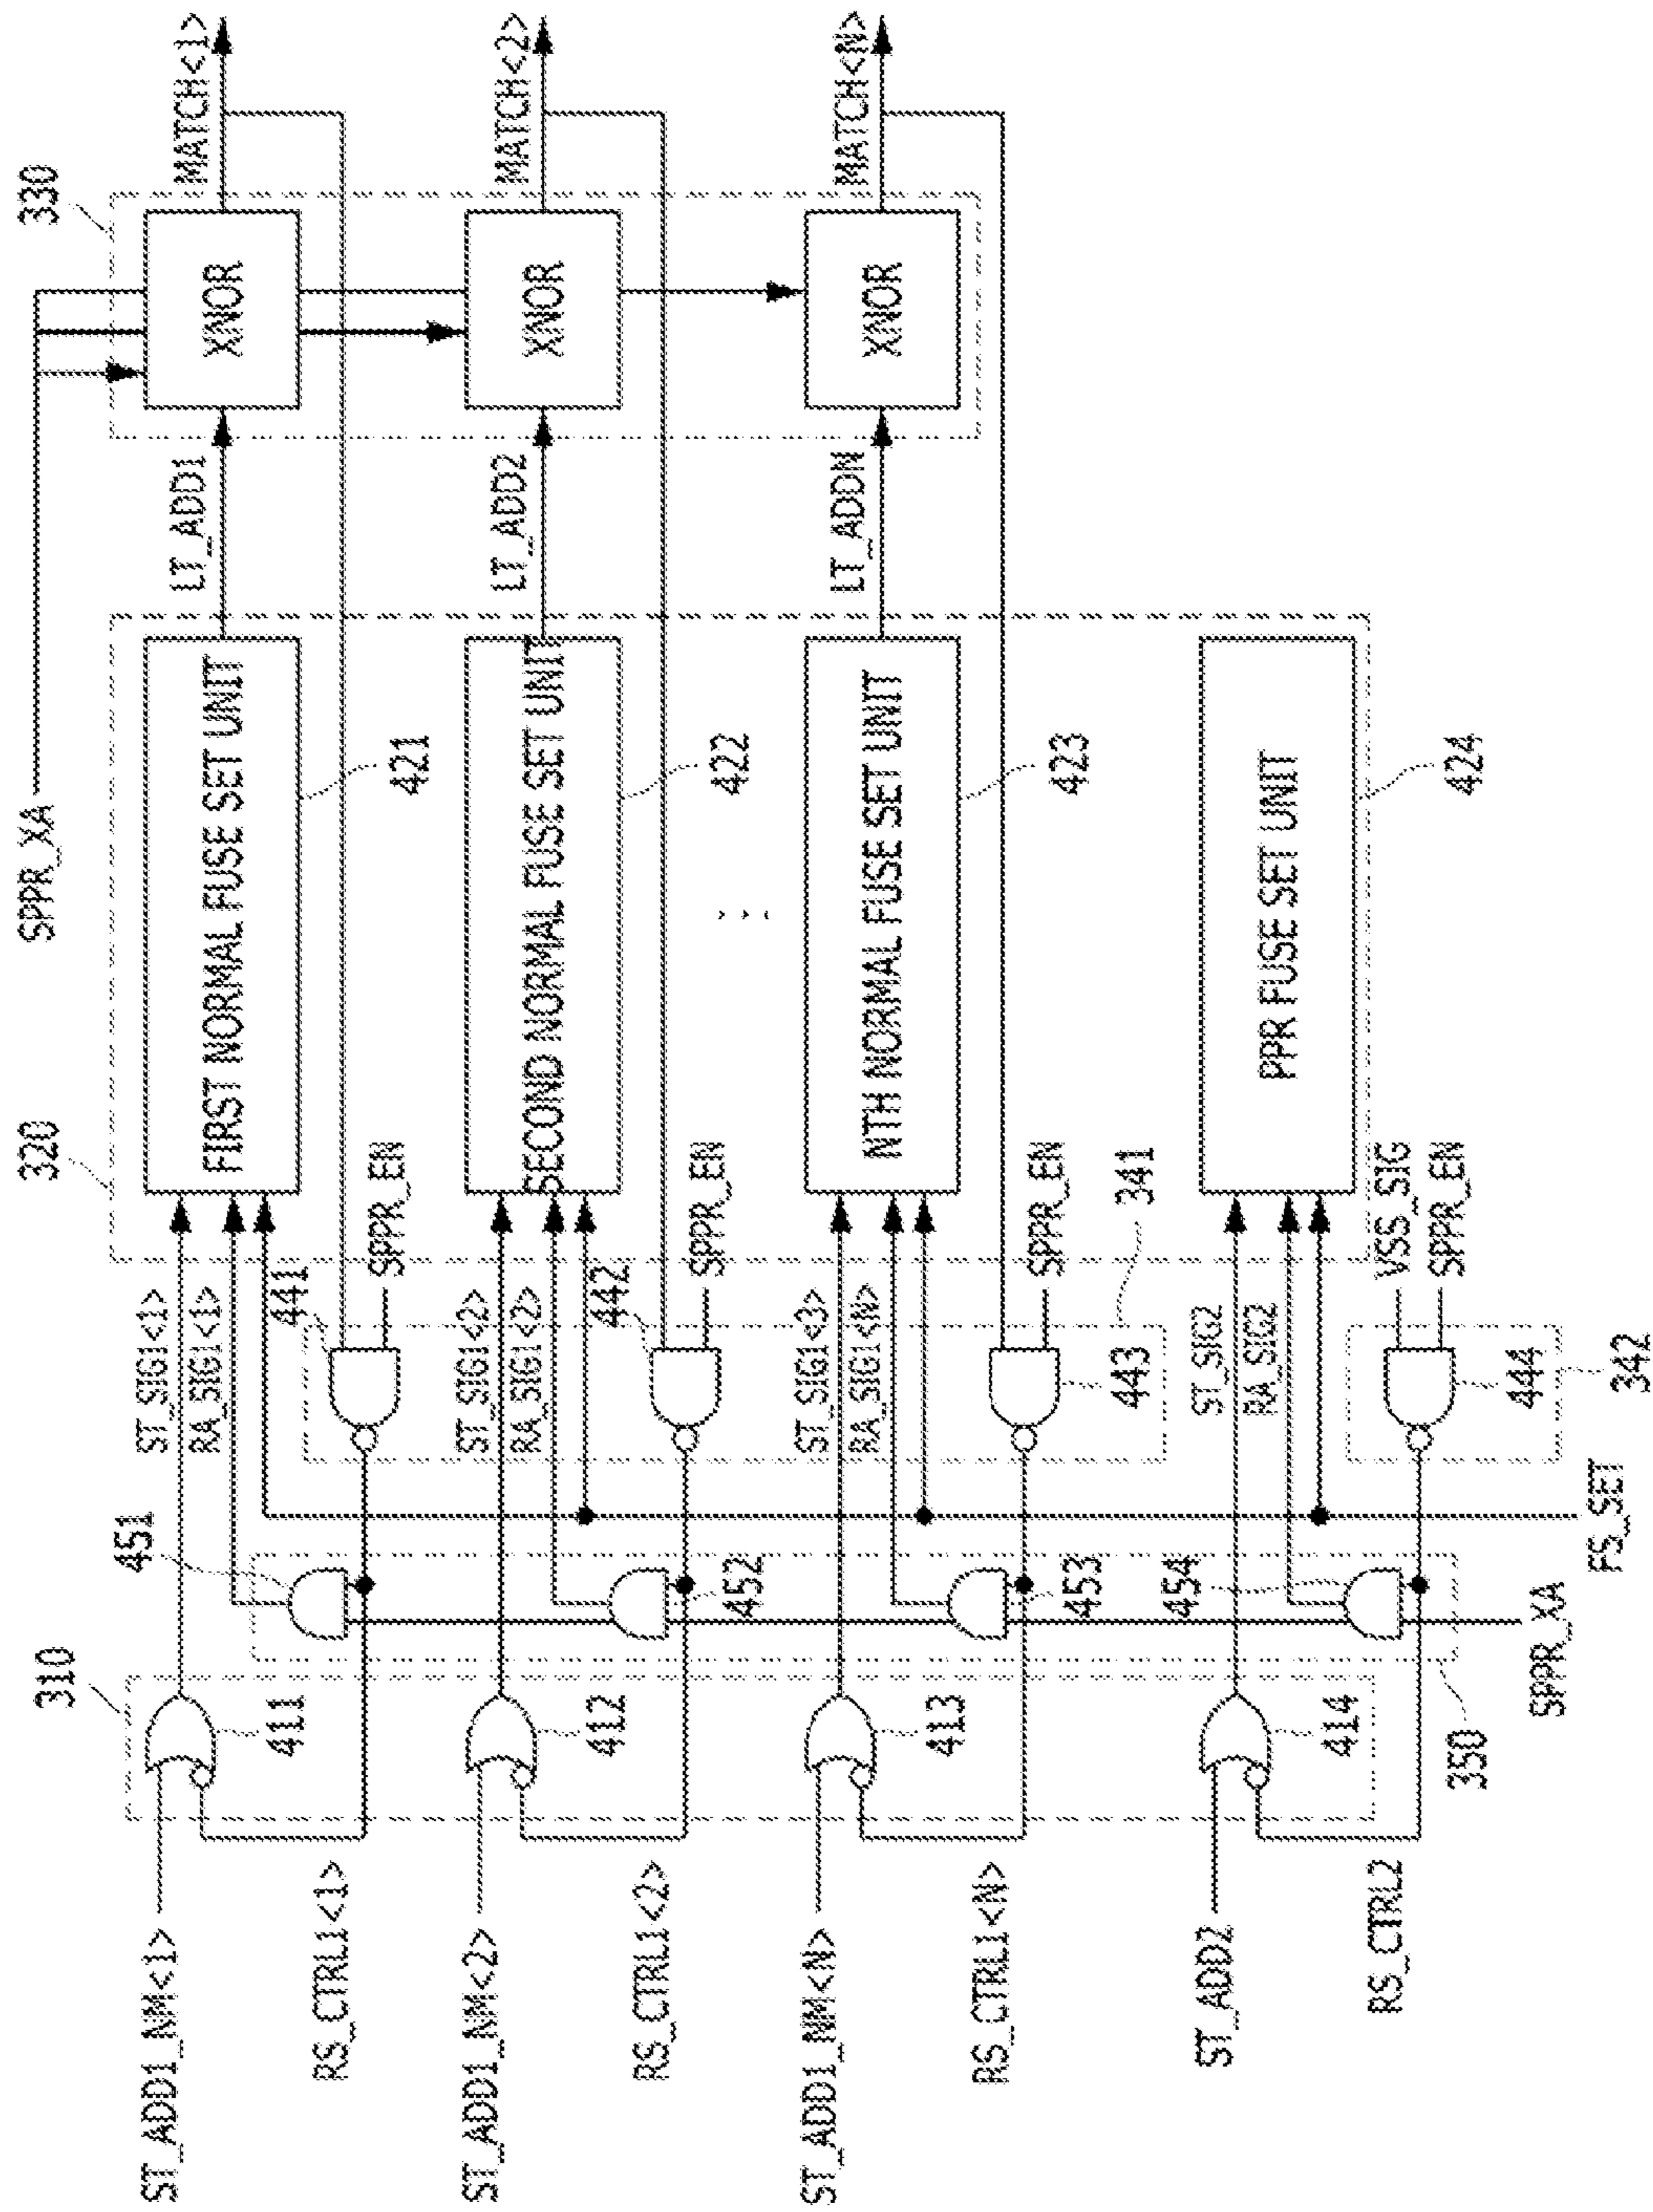 SPPR_XA
330
MATCH<1>
XNOR
LT_ADD1
320
FIRST NORMAL FUSE SET UNIT
421
ST_SIG1<1>
RA_SIG1<1>
441
SPPR_EN
451
310
411
ST_ADD1_NM<1>
RS_CTRL1<1>
MATCH<2>
XNOR
LT_ADD2
SECOND NORMAL FUSE SET UNIT
422
ST_SIG1<2>
RA_SIG1<2>
442
SPPR_EN
452
412
ST_ADD1_NM<2>
RS_CTRL1<2>
MATCH<N>
XNOR
LT_ADDN
NTH NORMAL FUSE SET UNIT
423
ST_SIG1<3>
RA_SIG1<N>
SPPR_EN
341
443
453
413
ST_ADD1_NM<N>
RS_CTRL1<N>
PPR FUSE SET UNIT
424
ST_SIG2
RA_SIG2
VSS_SIG
SPPR_EN
444
342
454
414
350
ST_ADD2
RS_CTRL2
SPPR_XA
FS_SET